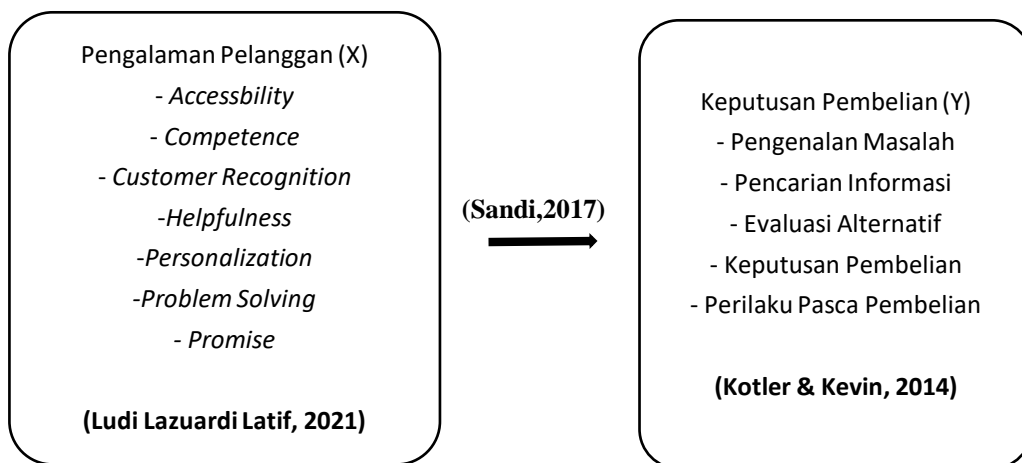 Pengalaman Pelanggan (X)
- Accessbility
- Competence
- Customer Recognition
-Helpfulness
-Personalization
-Problem Solving
- Promise
(Ludi Lazuardi Latif, 2021)
(Sandi,2017)
Keputusan Pembelian (Y)
- Pengenalan Masalah
- Pencarian Informasi
- Evaluasi Alternatif
- Keputusan Pembelian
- Perilaku Pasca Pembelian
(Kotler & Kevin, 2014)